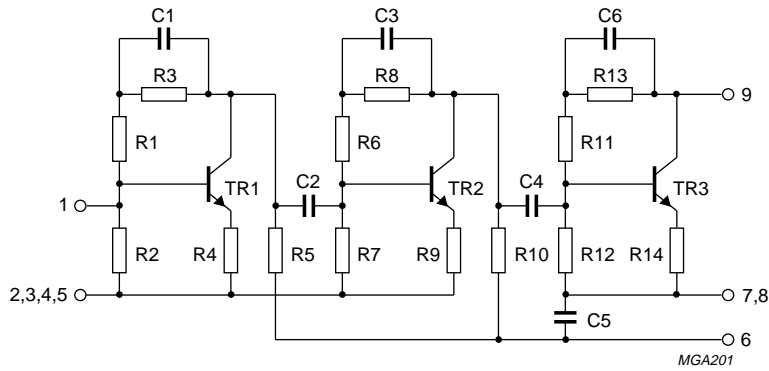 C1 C3 C6
R3 R8 R13 9
R1 R6 R11
TR1 C2 TR2 C4 TR3
1
R2 R4 R5 R7 R9 R10 R12 R14
2,3,4,5 7,8
C5
6
MGA201